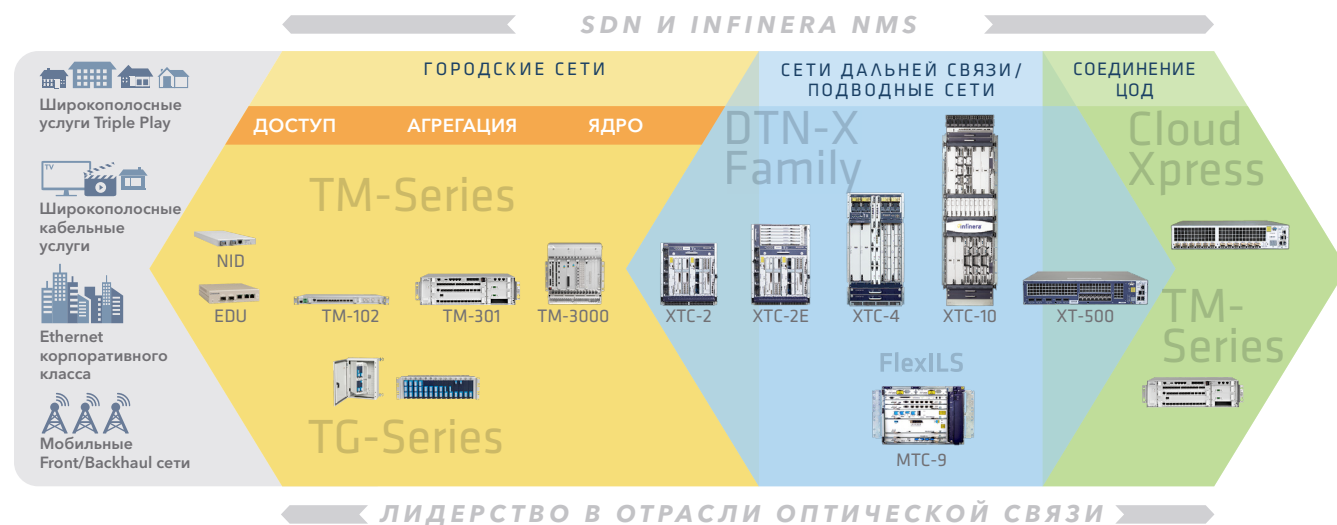 SDN И INFINERA NMS
ГОРОДСКИЕ СЕТИ
СЕТИ ДАЛЬНЕЙ СВЯЗИ/
ПОДВОДНЫЕ СЕТИ
СОЕДИНЕНИЕ
ЦОД
ДОСТУП
АГРЕГАЦИЯ
ЯДРО
Широкополосные
услуги Triple Play
TV
Широкополосные
кабельные
услуги
Ethernet
корпоративного
класса
Мобильные
Front/Backhaul сети
TM-Series
NID
EDU
TM-102
TM-301
TM-3000
TG-Series
DTN-X
Family
infinera
XTC-2
XTC-2E
XTC-4
XTC-10
XT-500
FlexILS
MTC-9
Cloud
Xpress
TM-
Series
ЛИДЕРСТВО В ОТРАСЛИ ОПТИЧЕСКОЙ СВЯЗИ